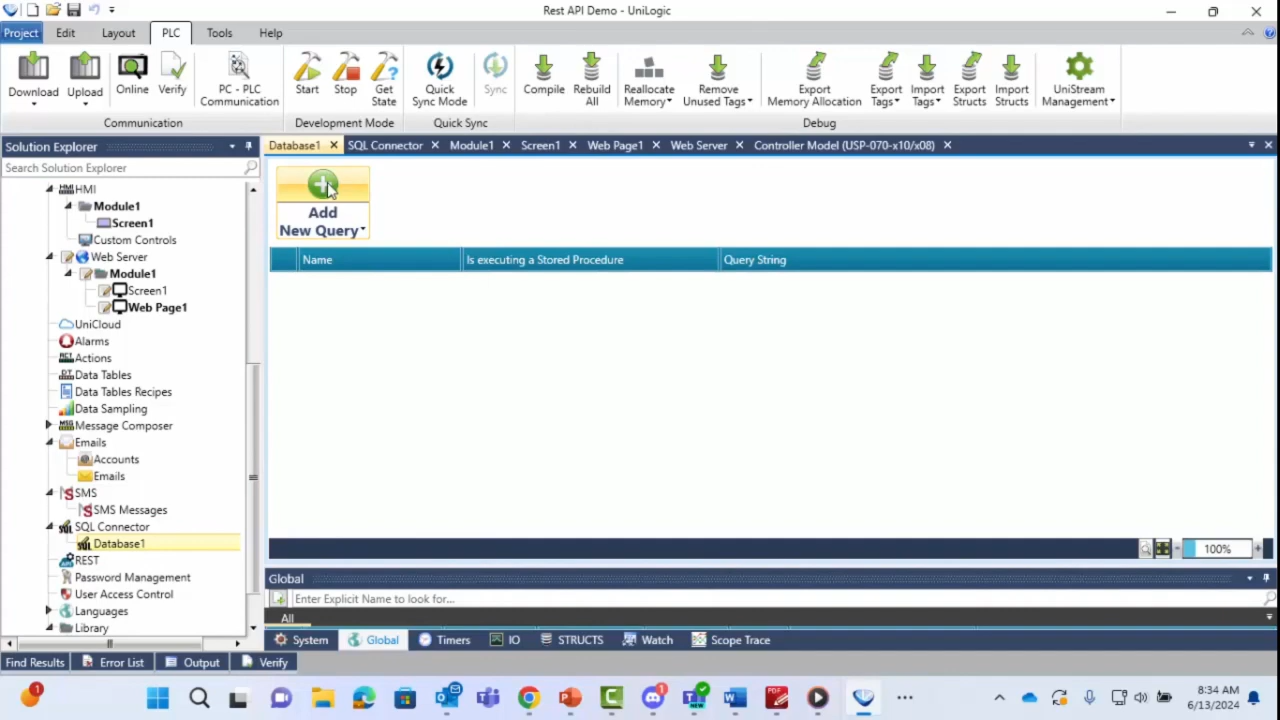 Rest API Demo - UniLogic
Project Edit Layout PLC Tools Help
Download Upload Online Verify PC - PLC Communication
Start Stop Get State
Quick Sync Mode Sync
Compile Rebuild All Reallocate Memory Remove Unused Tags Export Memory Allocation Export Tags Import Tags Export Structs Import Structs UniStream Management
Communication Development Mode Quick Sync Debug
Solution Explorer
Database1 SQL Connector Module1 Screen1 Web Page1 Web Server Controller Model (USP-070-x10/x08)
Search Solution Explorer
HMI
Module1
Screen1
Custom Controls
Web Server
Module1
Screen1
Web Page1
UniCloud
Alarms
Actions
Data Tables
Data Tables Recipes
Data Sampling
Message Composer
Emails
Accounts
Emails
SMS
SMS Messages
SQL Connector
Database1
REST
Password Management
User Access Control
Languages
Library
Add
New Query
Name Is executing a Stored Procedure Query String
100%
Global
Enter Explicit Name to look for...
All
System Global Timers IO STRUCTS Watch Scope Trace
Find Results Error List Output Verify
8:34 AM
6/13/2024